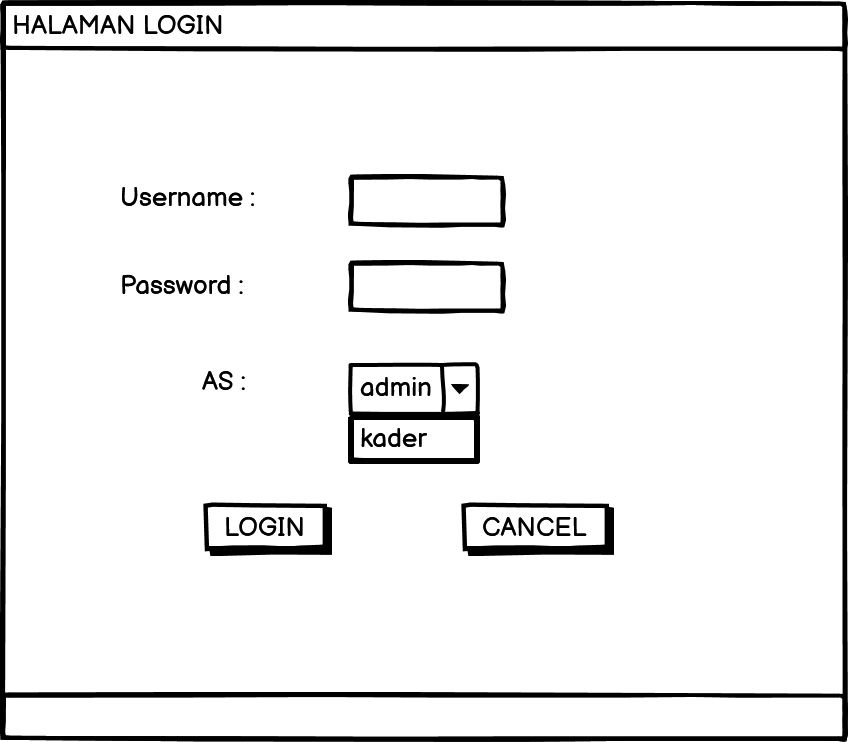 HALAMAN LOGIN
Username :
Password :
AS :
admin
kader
LOGIN
CANCEL